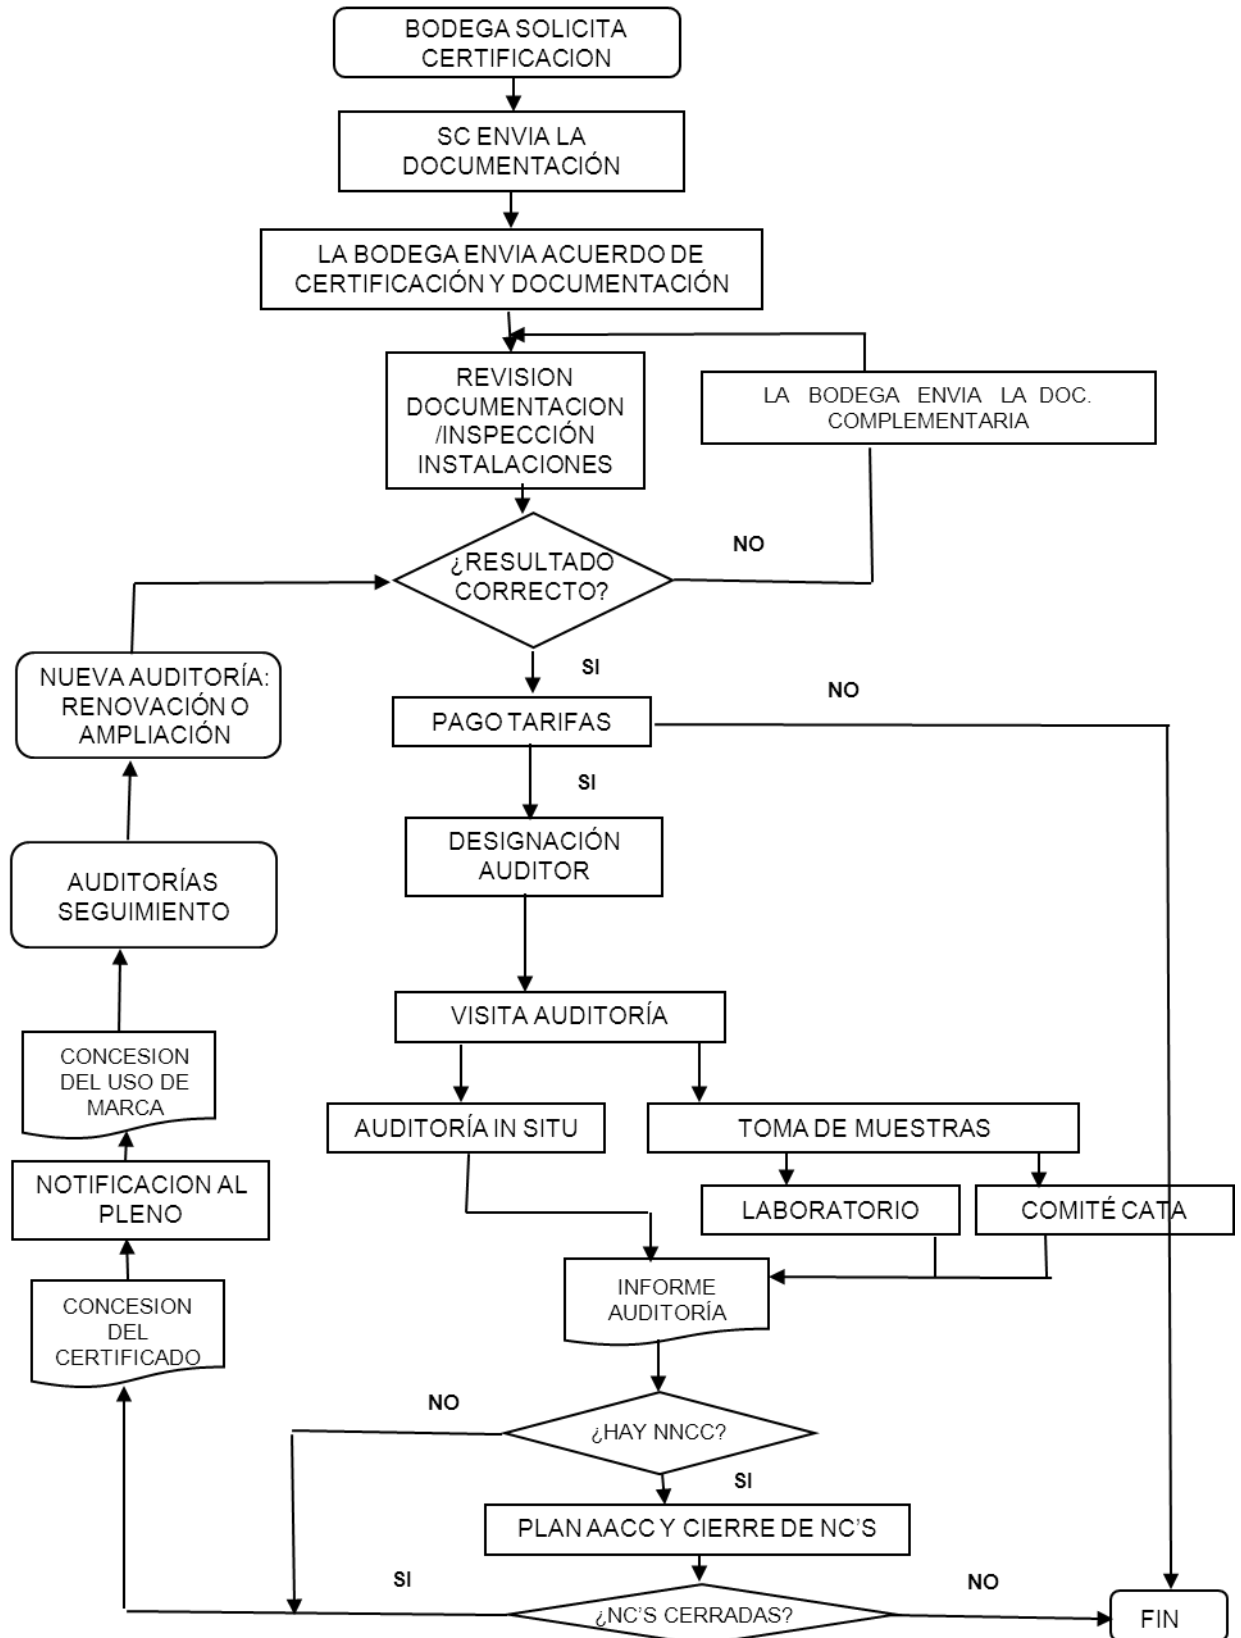 BODEGA SOLICITA
CERTIFICACION
SC ENVIA LA
DOCUMENTACIÓN
LA BODEGA ENVIA ACUERDO DE
CERTIFICACIÓN Y DOCUMENTACIÓN
REVISION
DOCUMENTACION
/INSPECCIÓN
INSTALACIONES
LA BODEGA ENVIA LA DOC.
COMPLEMENTARIA
¿RESULTADO
CORRECTO?
NO
SI
NUEVA AUDITORÍA:
RENOVACIÓN O
AMPLIACIÓN
PAGO TARIFAS
NO
SI
DESIGNACIÓN
AUDITOR
AUDITORÍAS
SEGUIMIENTO
VISITA AUDITORÍA
CONCESION
DEL USO DE
MARCA
AUDITORÍA IN SITU
TOMA DE MUESTRAS
NOTIFICACION AL
PLENO
LABORATORIO
COMITÉ CATA
CONCESION
DEL
CERTIFICADO
INFORME
AUDITORÍA
NO
¿HAY NNCC?
SI
PLAN AACC Y CIERRE DE NC’S
SI
¿NC’S CERRADAS?
NO
FIN